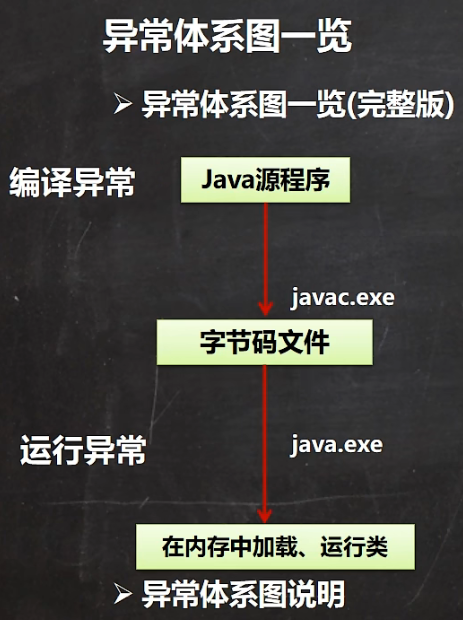 异常体系图一览
➢ 异常体系图一览(完整版)
编译异常
Java源程序
javac.exe
字节码文件
运行异常
java.exe
在内存中加载、运行类
➢ 异常体系图说明